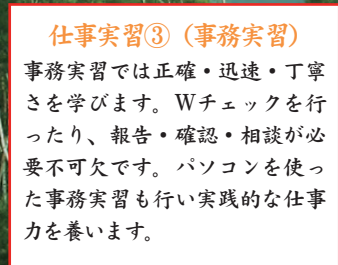 仕事実習③（事務実習）
事務実習では正確・迅速・丁寧
さを学びます。Wチェックを行
ったり、報告・確認・相談が必
要不可欠です。パソコンを使っ
た事務実習も行い実践的な仕事
力を養います。